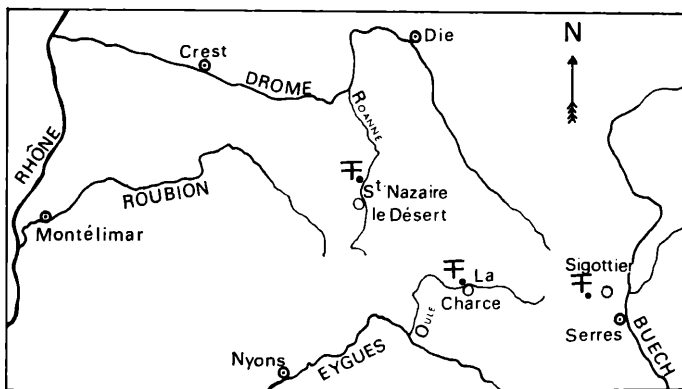 N
Die
Crest
DROME
ROANNE
RHÔNE
ROUBION
St. Nazaire
le Désert
Montélimar
La
Charce
Sigottier
OULE
Serres
BUECH
Nyons
EYGUES